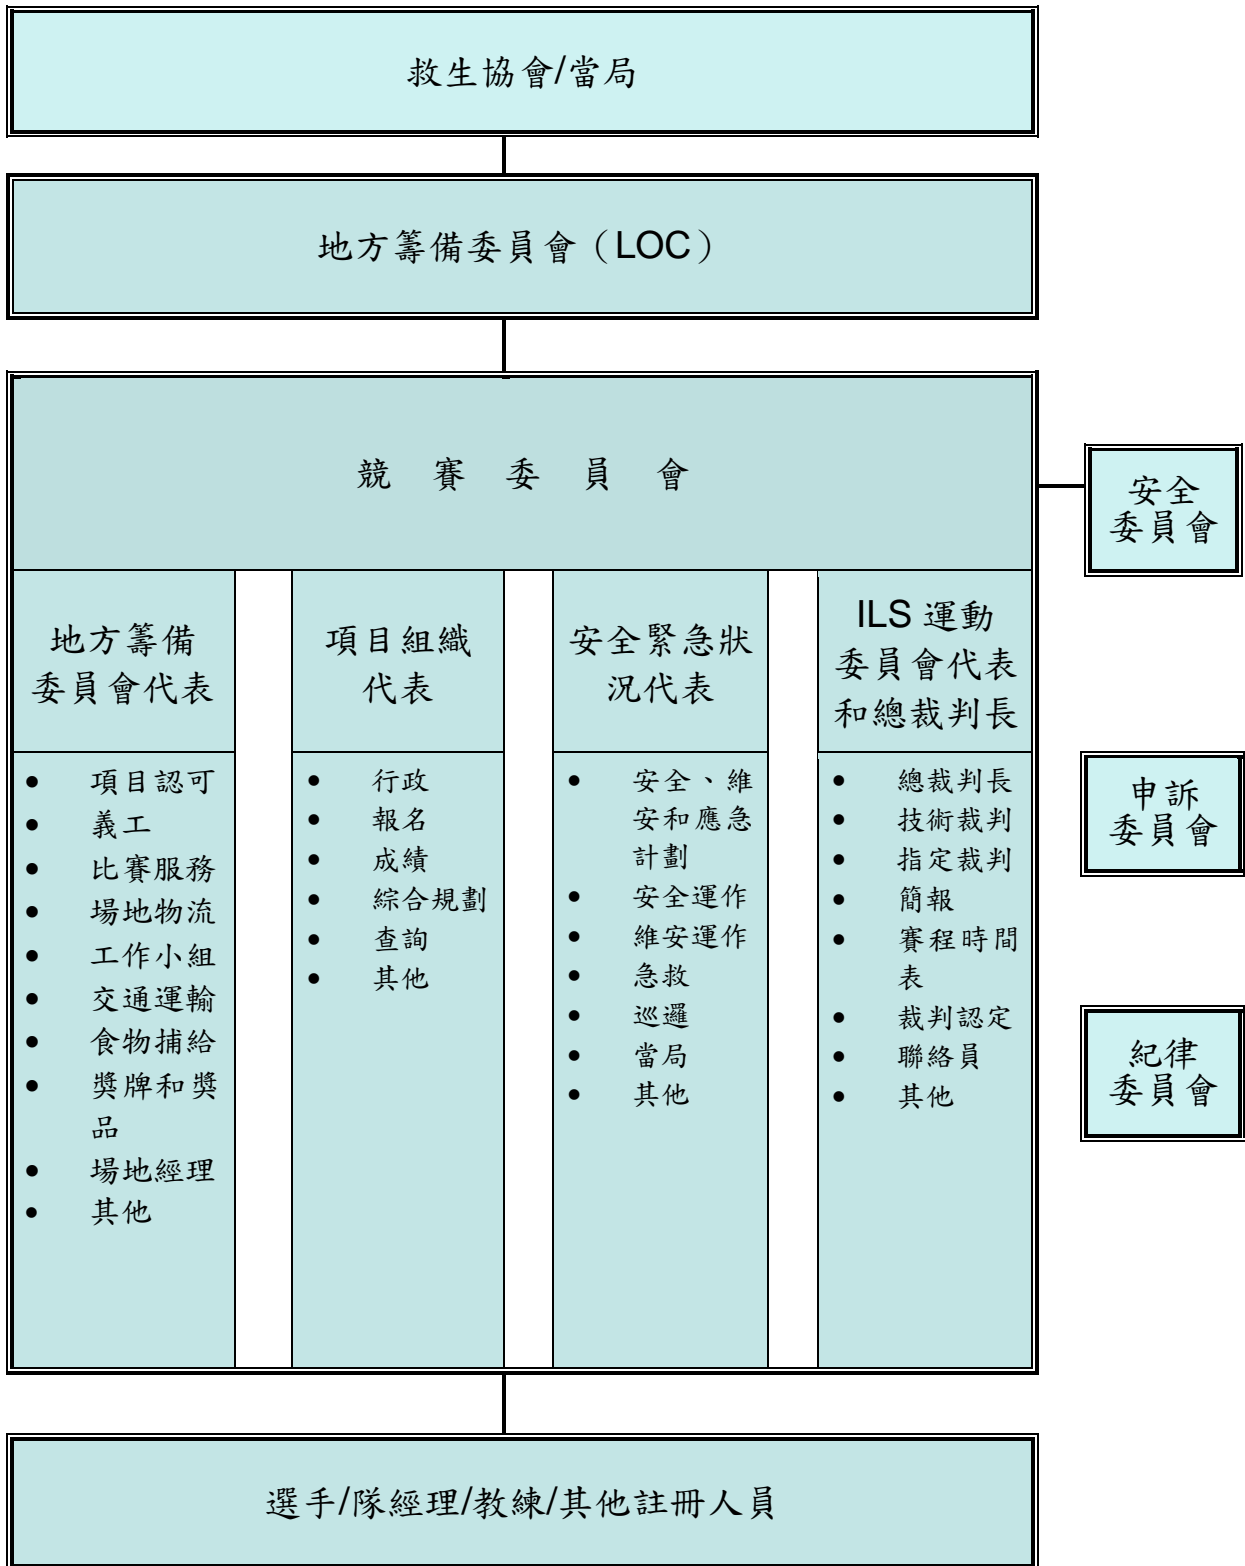 救生協會/當局
地方籌備委員會（LOC）
競賽委員會
安全
委員會
地方籌備
委員會代表
項目組織
代表
安全緊急狀
況代表
ILS 運動
委員會代表
和總裁判長
• 項目認可
• 義工
• 比賽服務
• 場地物流
• 工作小組
• 交通運輸
• 食物捕給
• 獎牌和獎
品
• 場地經理
• 其他
• 行政
• 報名
• 成績
• 綜合規劃
• 查詢
• 其他
• 安全、維
安和應急
計劃
• 安全運作
• 維安運作
• 急救
• 巡邏
• 當局
• 其他
• 總裁判長
• 技術裁判
• 指定裁判
• 簡報
• 賽程時間
表
• 裁判認定
• 聯絡員
• 其他
申訴
委員會
紀律
委員會
選手/隊經理/教練/其他註冊人員